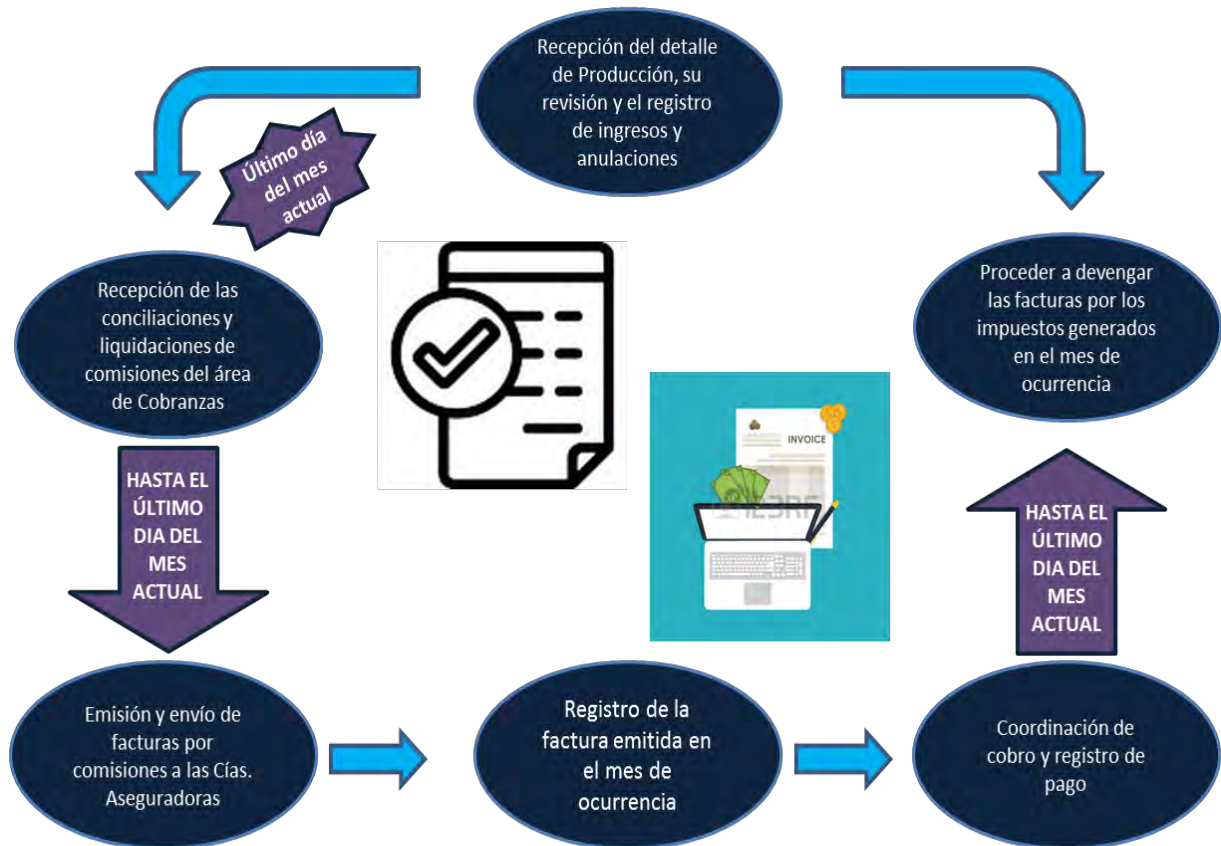 Recepción del detalle
de Producción, su
revisión y el registro
de ingresos y
anulaciones
Último día
del mes
actual
Recepción de las
conciliaciones y
liquidaciones de
comisiones del área
de Cobranzas
Proceder a devengar
las facturas por los
impuestos generados
en el mes de
ocurrencia
INVOICE
123RF
HASTA EL
ÚLTIMO
DIA DEL
MES
ACTUAL
HASTA EL
ÚLTIMO
DIA DEL
MES
ACTUAL
Emisión y envío de
facturas por
comisiones a las Cías.
Aseguradoras
Registro de la
factura emitida en
el mes de
ocurrencia
Coordinación de
cobro y registro de
pago